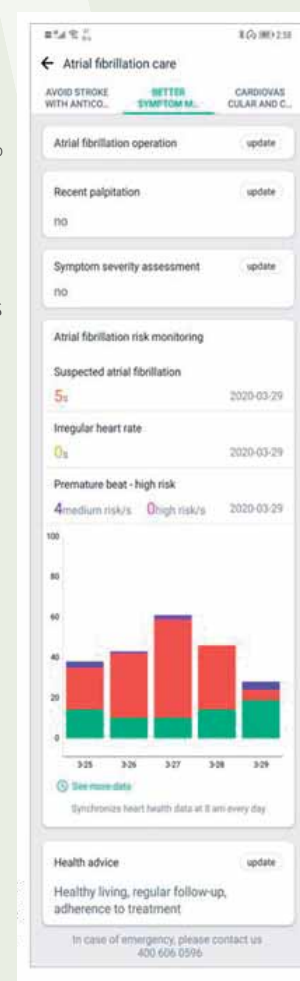 2:58
← Atrial fibrillation care
AVOID STROKE WITH ANTICO...
BETTER SYMPTOM M...
CARDIOVAS CULAR AND C...
Atrial fibrillation operation update
Recent palpitation update
no
Symptom severity assessment update
no
Atrial fibrillation risk monitoring
Suspected atrial fibrillation
5s 2020-03-29
Irregular heart rate
0s 2020-03-29
Premature beat - high risk
4medium risk/s 0high risk/s 2020-03-29
100
80
60
40
20
0
3-25 3-26 3-27 3-28 3-29
See more data
Synchronize heart health data at 8 am every day
Health advice update
Healthy living, regular follow-up,
adherence to treatment
In case of emergency, please contact us
400 606 0596